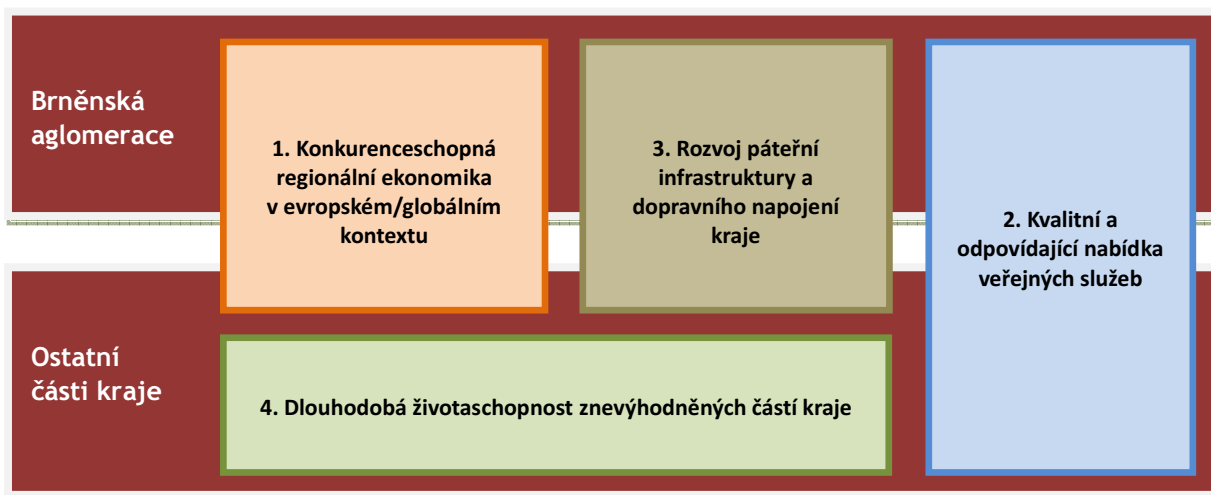 Brněnská
aglomerace
1. Konkurenceschopná
regionální ekonomika
v evropském/globálním
kontextu
3. Rozvoj páteřní
infrastruktury a
dopravního napojení
kraje
2. Kvalitní a
odpovídající nabídka
veřejných služeb
Ostatní
části kraje
4. Dlouhodobá životaschopnost znevýhodněných částí kraje